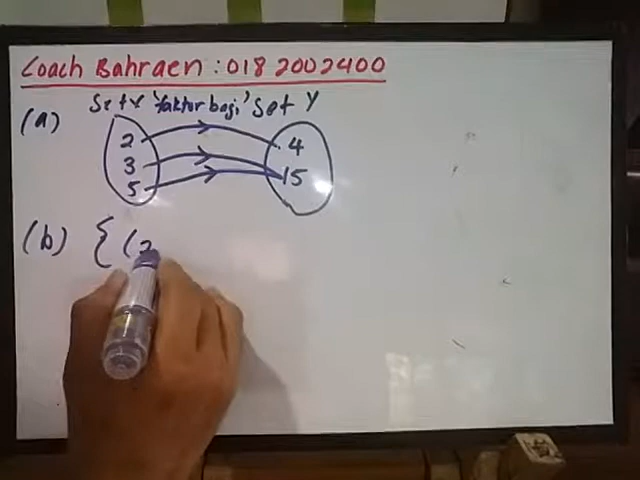 Coach Bahraen : 018 2002400
(a) Set X 'faktor bagi' Set Y
2 4
3 15
5
(b) { (2